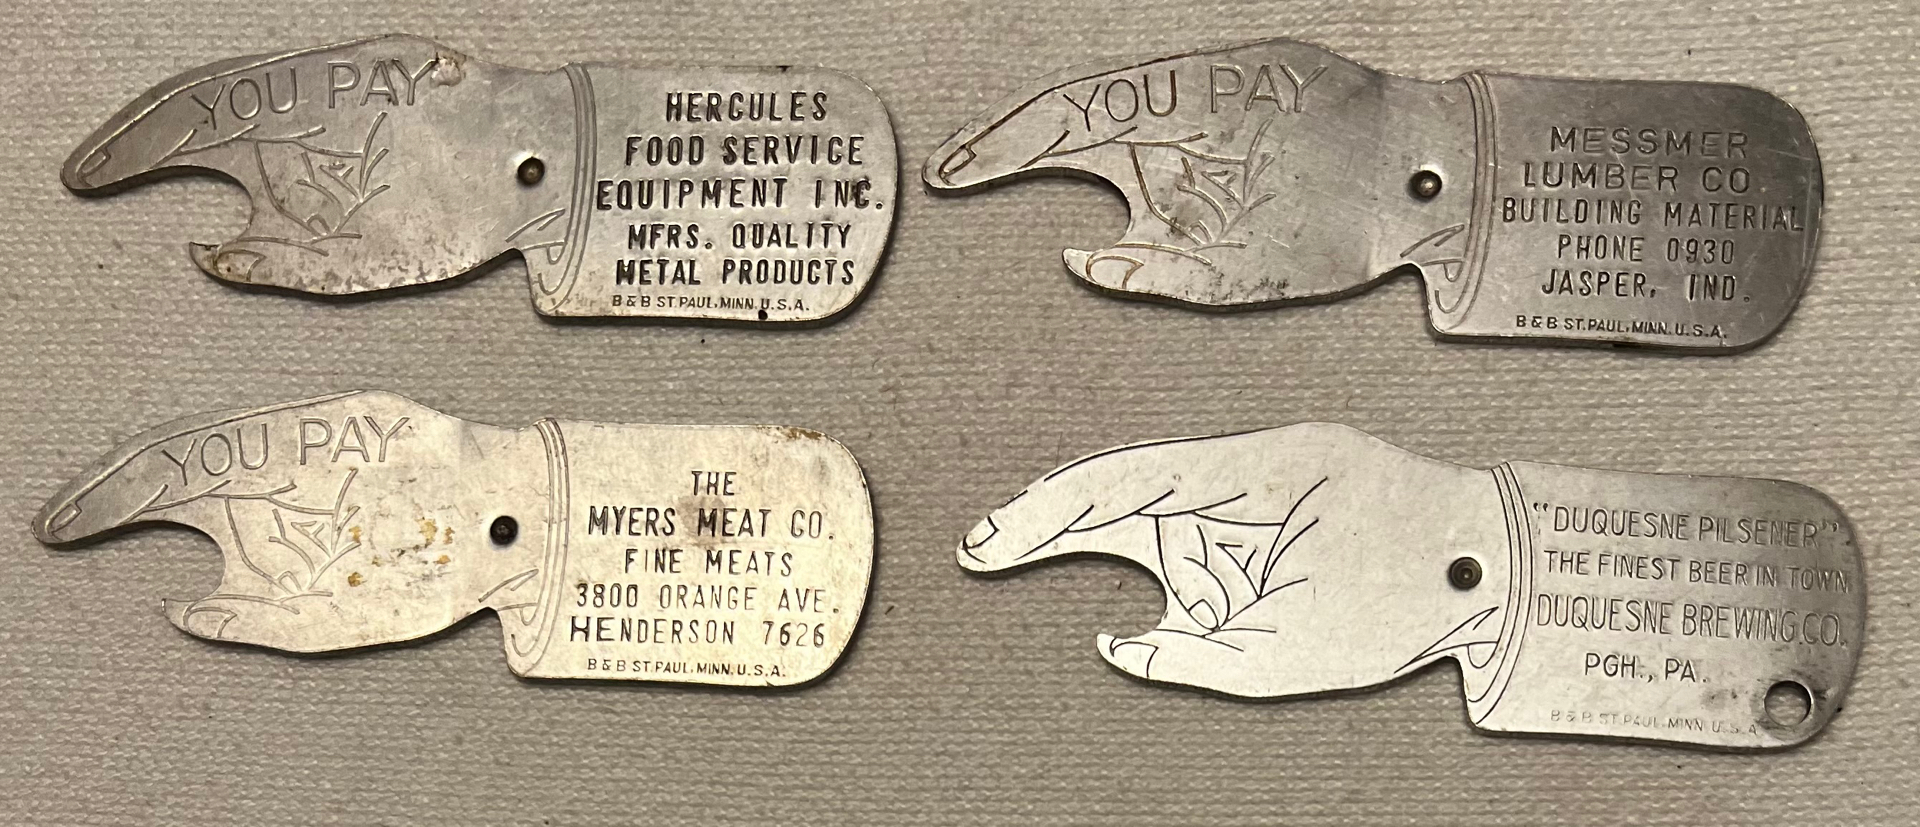 YOU PAY
HERCULES
FOOD SERVICE
EQUIPMENT INC.
MFRS. QUALITY
METAL PRODUCTS
B & B ST. PAUL, MINN. U.S.A.
YOU PAY
MESSMER
LUMBER CO
BUILDING MATERIAL
PHONE 0930
JASPER, IND.
B & B ST. PAUL, MINN. U.S.A.
YOU PAY
THE
MYERS MEAT CO.
FINE MEATS
3800 ORANGE AVE.
HENDERSON 7626
B & B ST. PAUL, MINN. U.S.A.
"DUQUESNE PILSENER"
THE FINEST BEER IN TOWN
DUQUESNE BREWING CO.
PGH., PA.
B & B ST. PAUL, MINN. U.S.A